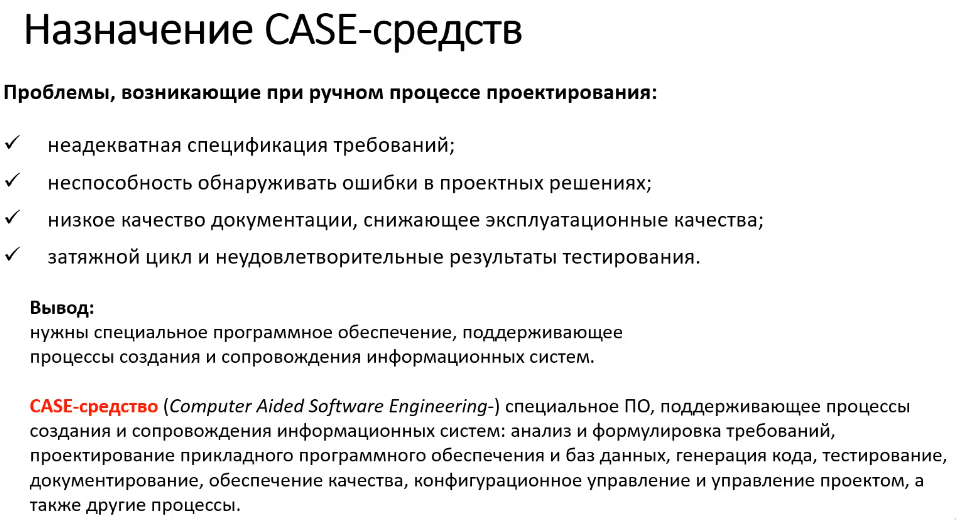 Назначение CASE-средств
Проблемы, возникающие при ручном процессе проектирования:
✓ неадекватная спецификация требований;
✓ неспособность обнаруживать ошибки в проектных решениях;
✓ низкое качество документации, снижающее эксплуатационные качества;
✓ затяжной цикл и неудовлетворительные результаты тестирования.
Вывод:
нужны специальное программное обеспечение, поддерживающее
процессы создания и сопровождения информационных систем.
CASE-средство (Computer Aided Software Engineering-) специальное ПО, поддерживающее процессы
создания и сопровождения информационных систем: анализ и формулировка требований,
проектирование прикладного программного обеспечения и баз данных, генерация кода, тестирование,
документирование, обеспечение качества, конфигурационное управление и управление проектом, а
также другие процессы.